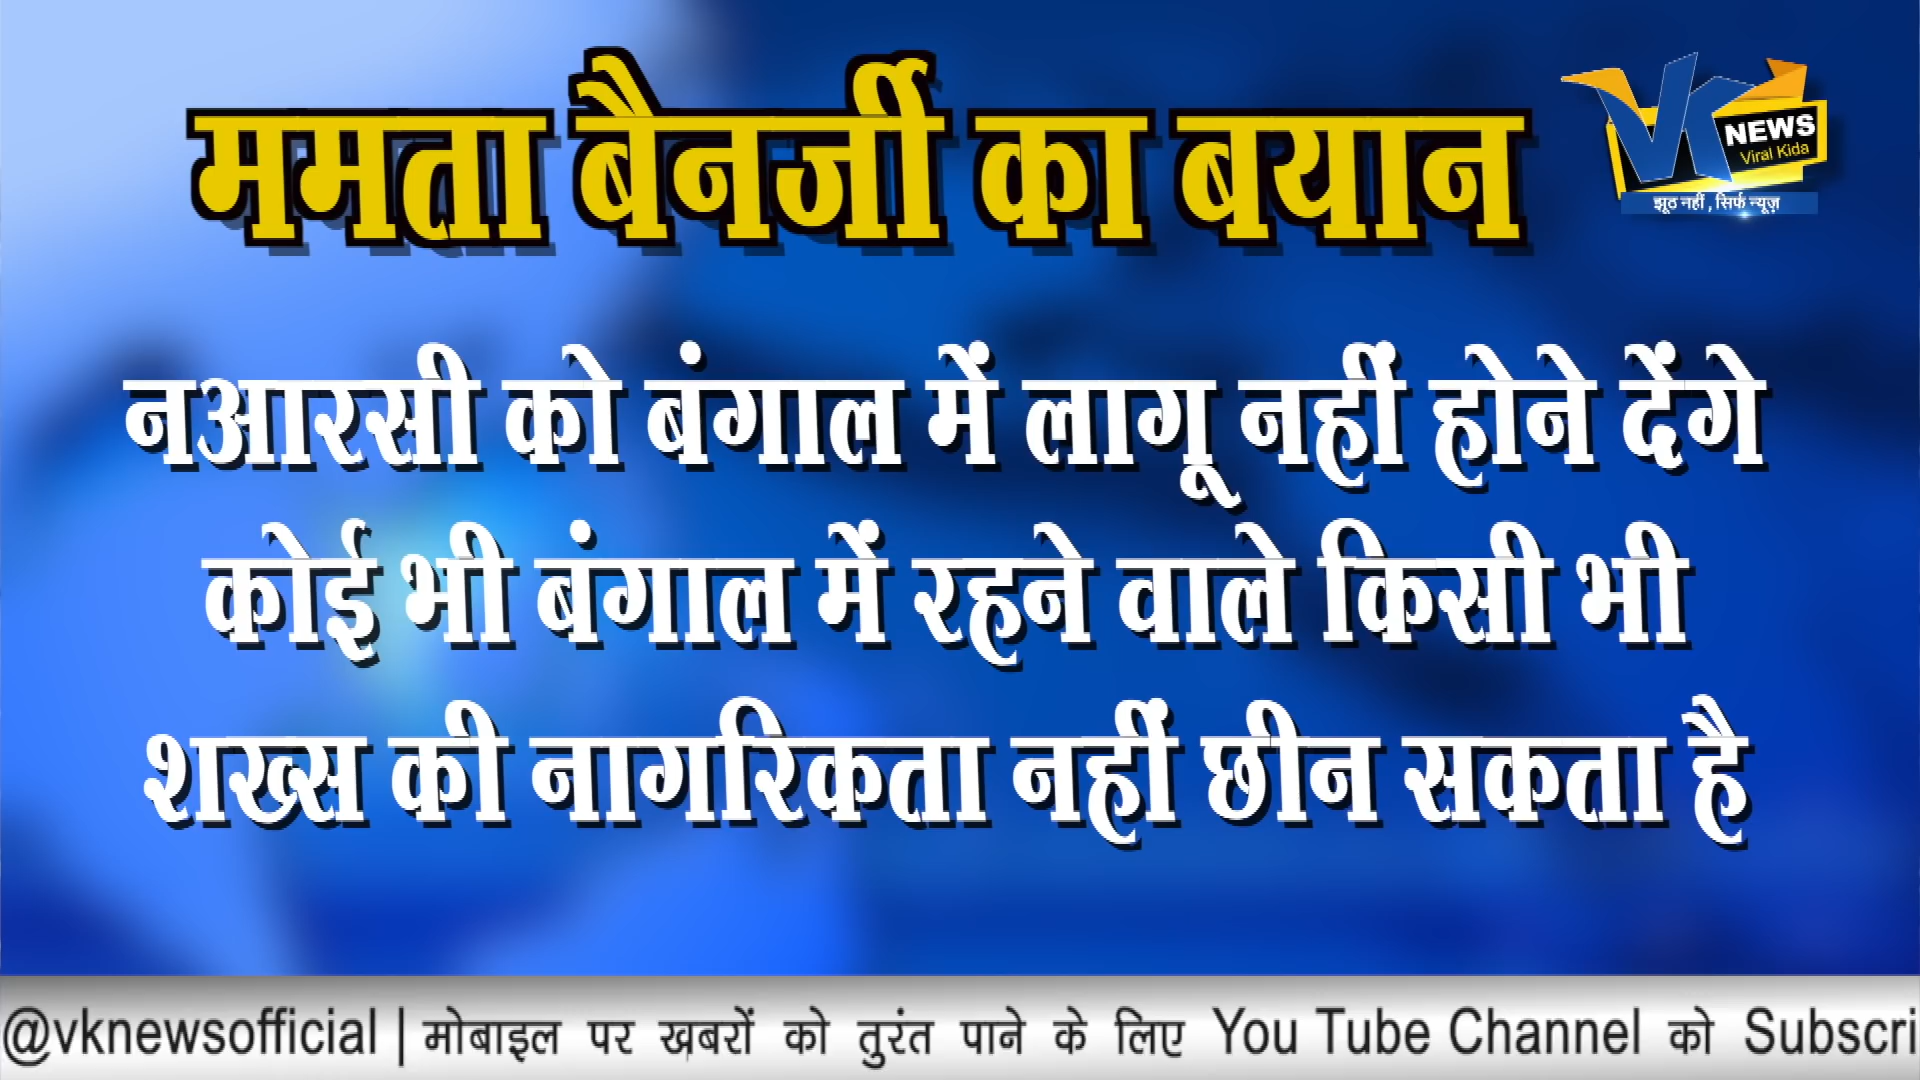 ममता बैनर्जी का बयान
VK NEWS
Viral Kida
झूठ नहीं, सिर्फ न्यूज़
नआरसी को बंगाल में लागू नहीं होने देंगे
कोई भी बंगाल में रहने वाले किसी भी
शख्स की नागरिकता नहीं छीन सकता है
@vknewsofficial | मोबाइल पर खबरों को तुरंत पाने के लिए You Tube Channel को Subscri